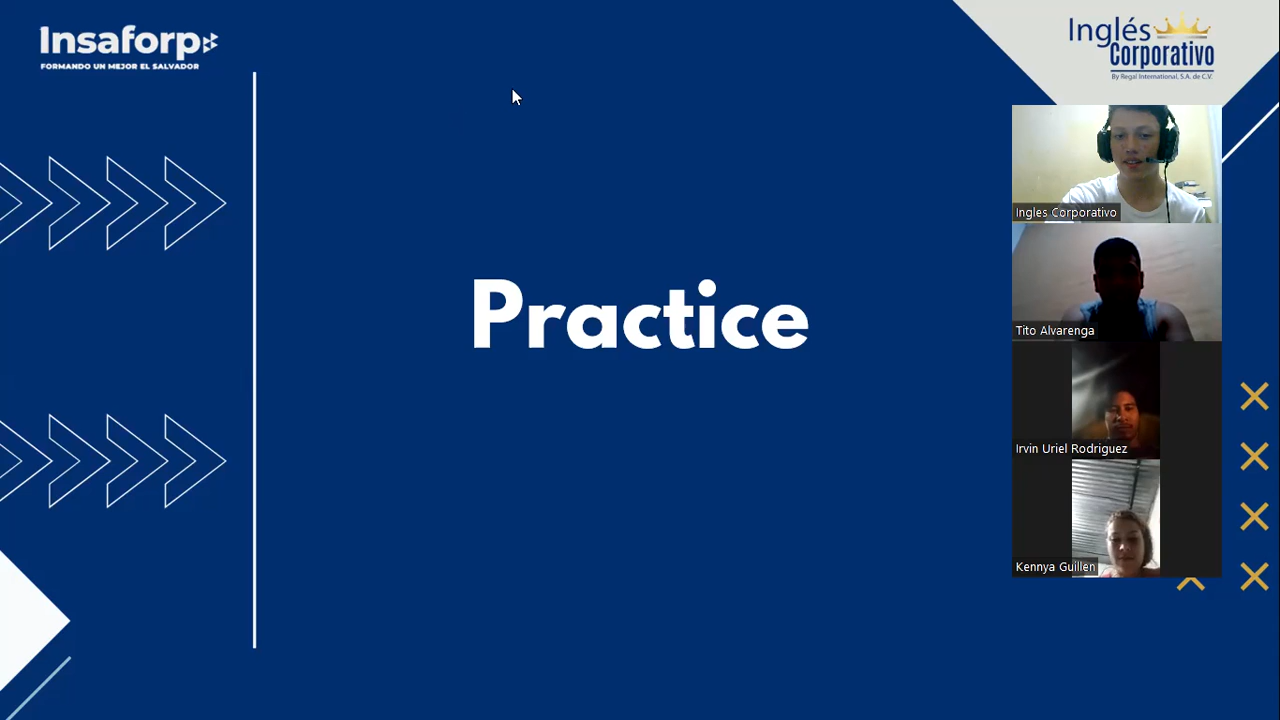 Insaforp
FORMANDO UN MEJOR EL SALVADOR
Inglés
Corporativo
By Regal International, S.A. de C.V.
Practice
Ingles Corporativo
Tito Alvarenga
Irvin Uriel Rodriguez
Kennya Guillen